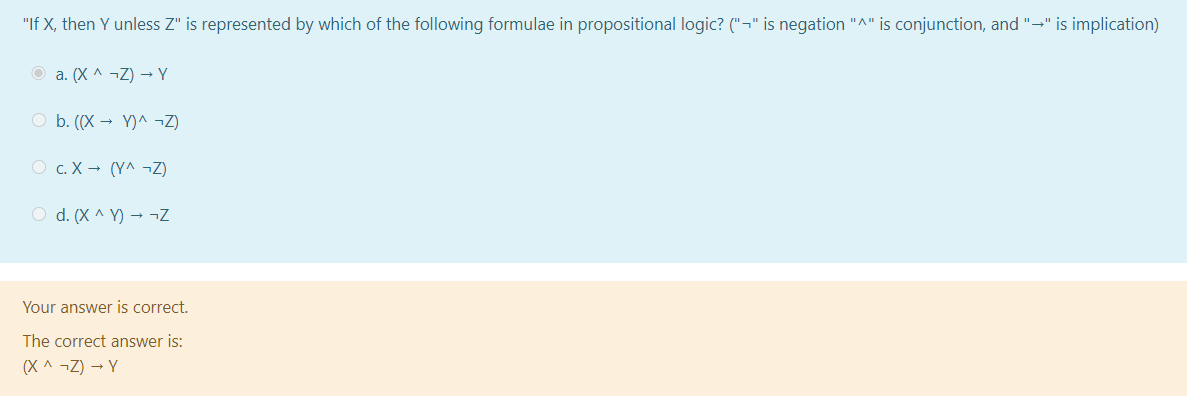 "If X, then Y unless Z" is represented by which of the following formulae in propositional logic? ("¬" is negation "^" is conjunction, and "→" is implication)
a. (X ^ ¬Z) → Y
b. ((X → Y)^ ¬Z)
c. X → (Y^ ¬Z)
d. (X ^ Y) → ¬Z
Your answer is correct.
The correct answer is:
(X ^ ¬Z) → Y